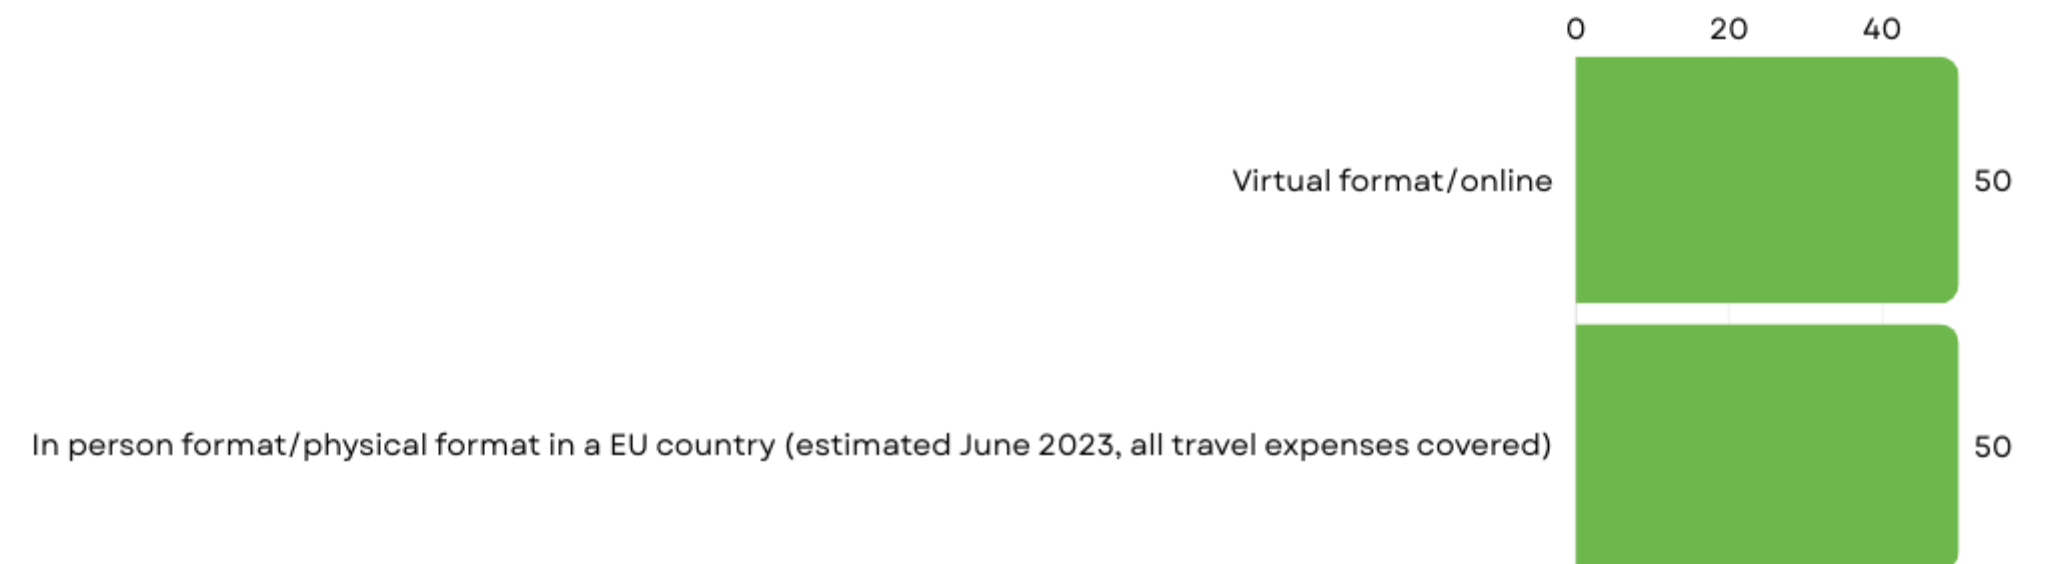 0 20 40
Virtual format/online 50
In person format/physical format in a EU country (estimated June 2023, all travel expenses covered) 50